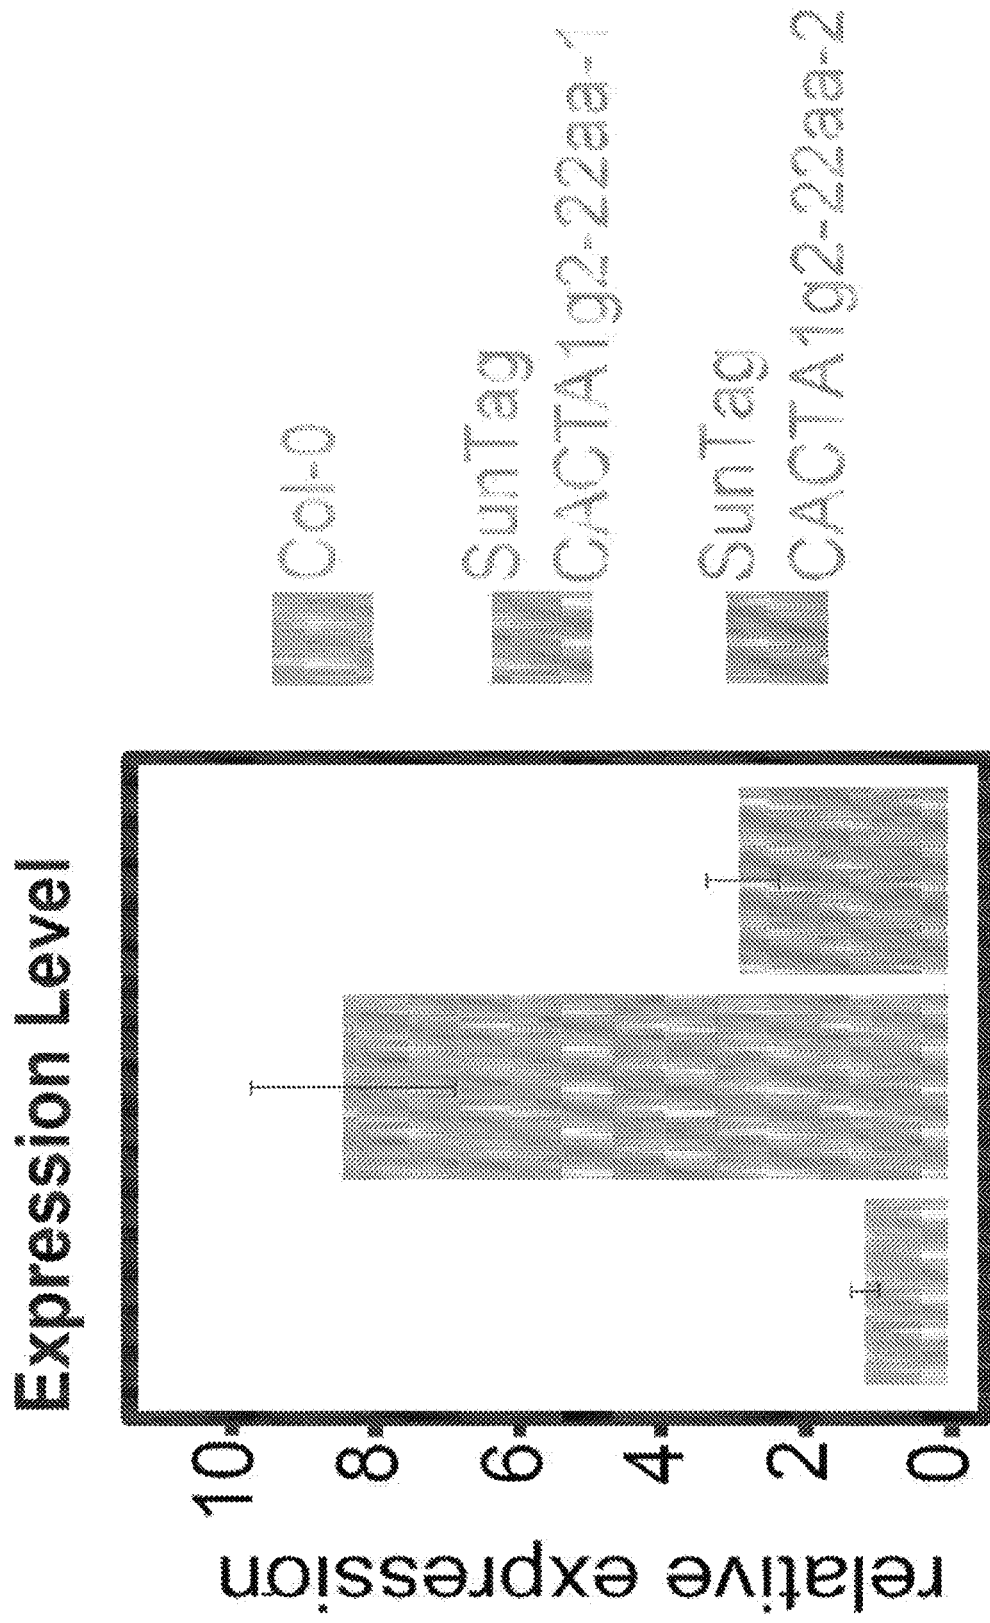 Expression Level
relative expression
10
8
6
4
2
0
Col-0
SunTag
CACTA1g2-22aa-1
SunTag
CACTA1g2-22aa-2